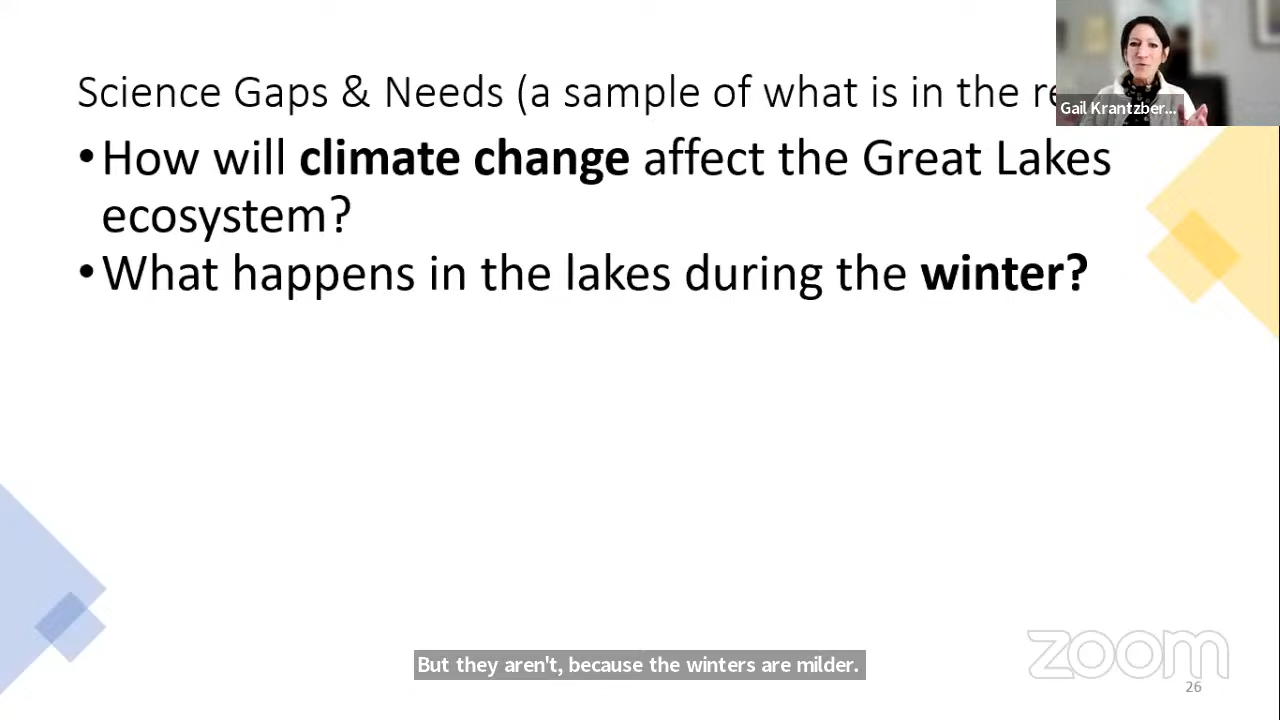 Science Gaps & Needs (a sample of what is in the re
Gail Krantzber...
•How will climate change affect the Great Lakes
ecosystem?
•What happens in the lakes during the winter?
But they aren't, because the winters are milder.
zoom
26